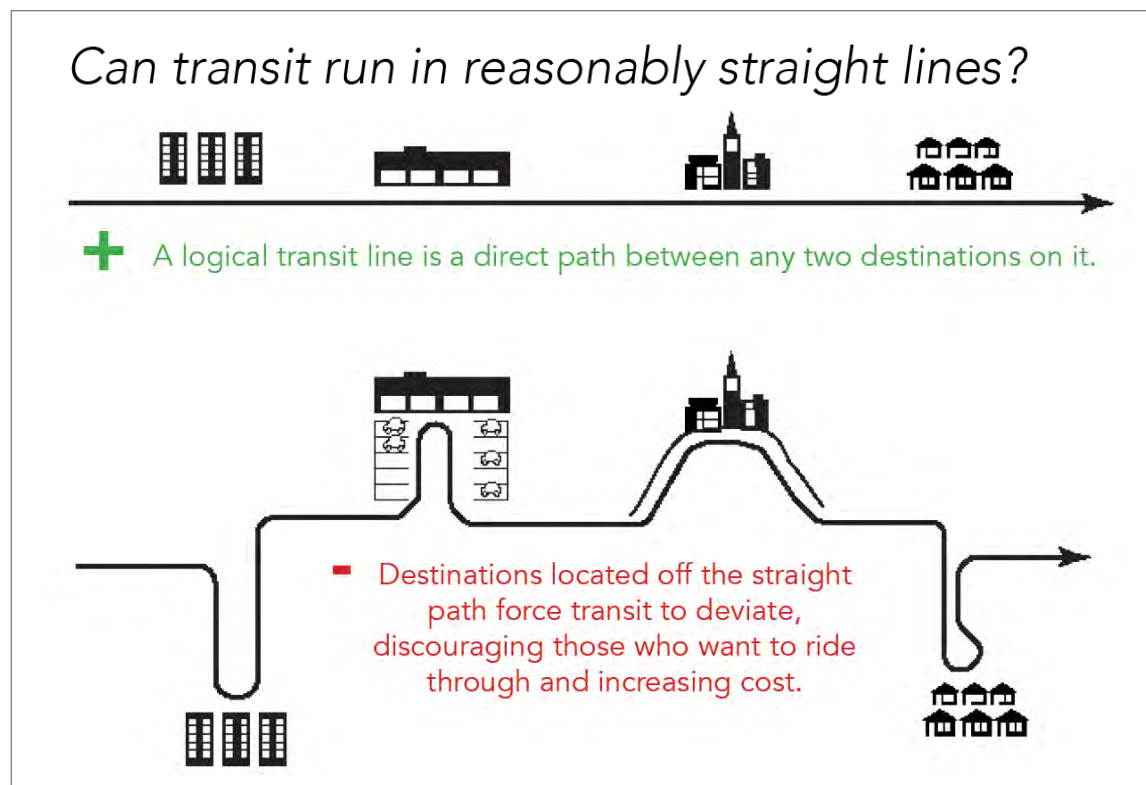 Can transit run in reasonably straight lines?
+ A logical transit line is a direct path between any two destinations on it.
- Destinations located off the straight
path force transit to deviate,
discouraging those who want to ride
through and increasing cost.